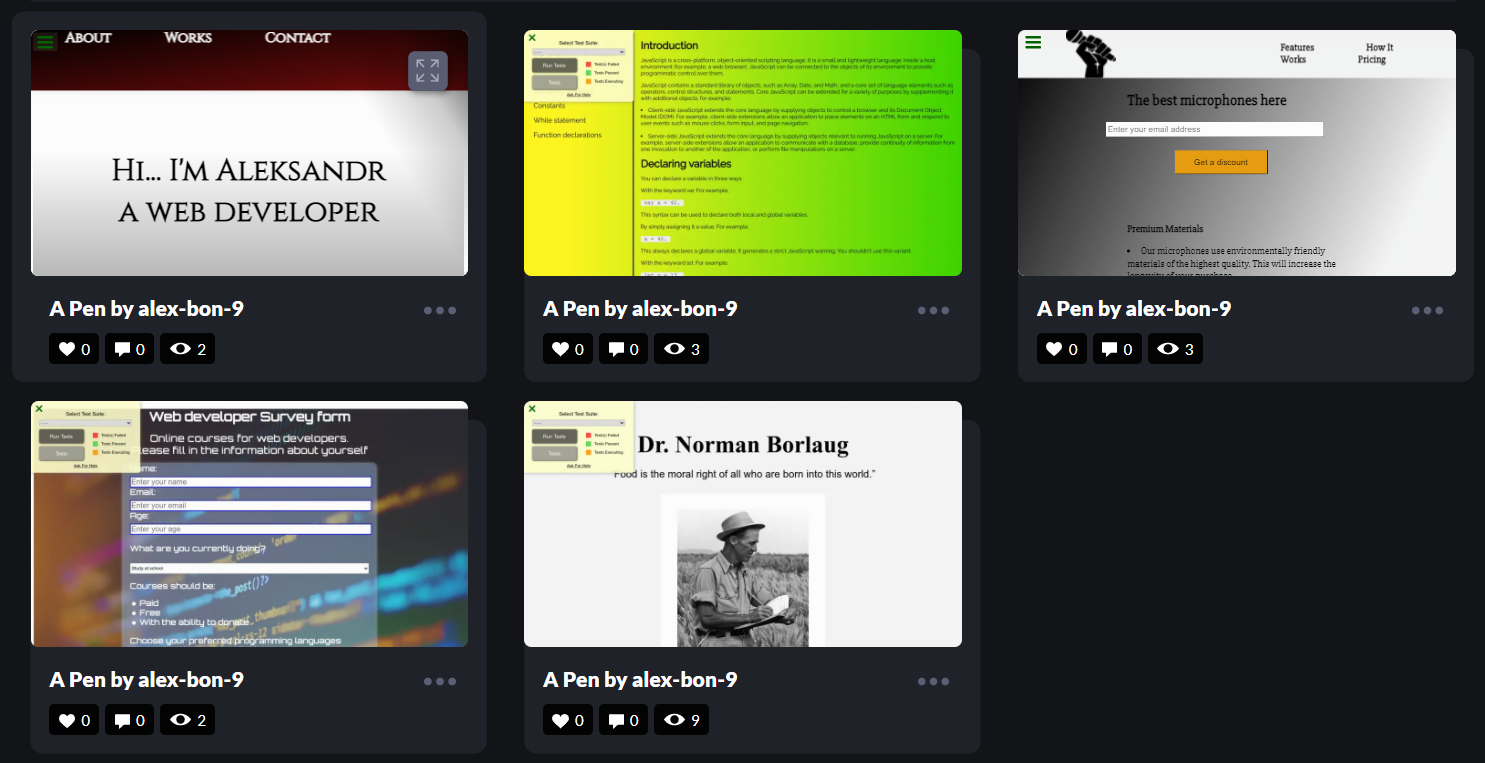 About Works Contact
Hi... I'm Aleksandr
a web developer
A Pen by alex-bon-9
0 0 2
Select Test Suite:
Run Tests
Tests
Test(s) Failed
Tests Passed
Tests Executing
Ask For Help
Constants
While statement
Function declarations
Introduction
JavaScript is a cross-platform, object-oriented scripting language. It is a small and lightweight language. Inside a host
environment (for example, a web browser), JavaScript can be connected to the objects of its environment to provide
programmatic control over them.
JavaScript contains a standard library of objects, such as Array, Date, and Math, and a core set of language elements such as
operators, control structures, and statements. Core JavaScript can be extended for a variety of purposes by supplementing it
with additional objects, for example:
• Client-side JavaScript extends the core language by supplying objects to control a browser and its Document Object
Model (DOM). For example, client-side extensions allow an application to place elements on an HTML form and respond to
user events such as mouse clicks, form input, and page navigation.
• Server-side JavaScript extends the core language by supplying objects relevant to running JavaScript on a server. For
example, server-side extensions allow an application to communicate with a database, provide continuity of information from
one invocation to another of the application, or perform file manipulations on a server.
Declaring variables
You can declare a variable in three ways:
With the keyword var. For example,
var x = 42.
This syntax can be used to declare both local and global variables.
By simply assigning it a value. For example,
x = 42.
This always declares a global variable. It generates a strict JavaScript warning. You shouldn't use this variant.
With the keyword let. For example,
A Pen by alex-bon-9
0 0 3
Features How It
Works Pricing
The best microphones here
Enter your email address
Get a discount
Premium Materials
• Our microphones use environmentally friendly
materials of the highest quality. This will increase the
longevity of your purchase.
A Pen by alex-bon-9
0 0 3
Select Test Suite:
Run Tests
Tests
Test(s) Failed
Tests Passed
Tests Executing
Ask For Help
Web developer Survey form
Online courses for web developers.
lease fill in the information about yourself
Name:
Enter your name
Email:
Enter your email
Age:
Enter your age
What are you currently doing?
Study at school
Courses should be:
• Paid
• Free
• With the ability to donate
Choose your preferred programming languages
A Pen by alex-bon-9
0 0 2
Select Test Suite:
Run Tests
Tests
Test(s) Failed
Tests Passed
Tests Executing
Ask For Help
Dr. Norman Borlaug
Food is the moral right of all who are born into this world."
A Pen by alex-bon-9
0 0 9